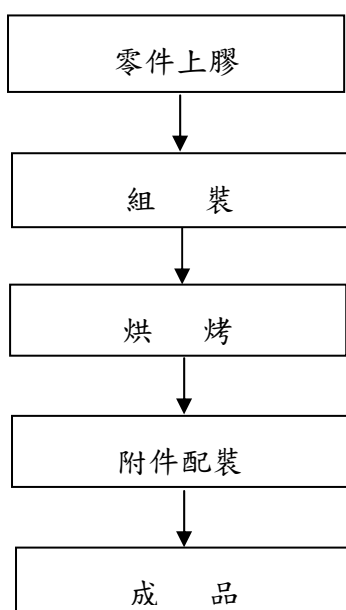 零件上膠
組　裝
烘　烤
附件配裝
成　品